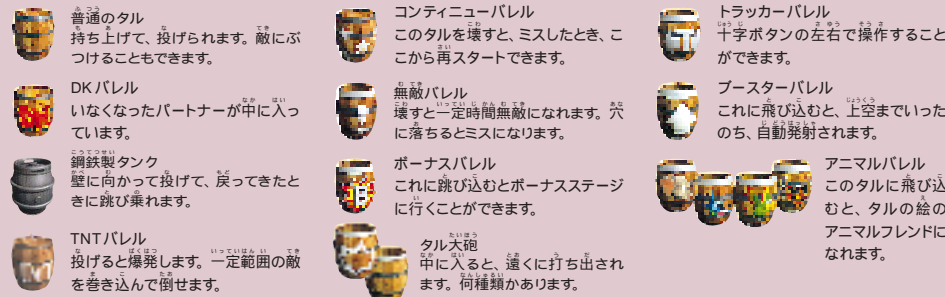 普通のタル
持ち上げて、投げられます。敵にぶ
つけることもできます。
DKバレル
いなくなったパートナーが中に入っ
ています。
鋼鉄製タンク
壁に向かって投げて、戻ってきたと
きに跳び乗れます。
TNTバレル
投げると爆発します。一定範囲の敵
を巻き込んで倒せます。
コンティニューバレル
このタルを壊すと、ミスしたとき、こ
こから再スタートできます。
無敵バレル
壊すと一定時間無敵になれます。穴
に落ちるとミスになります。
ボーナスバレル
これに跳び込むとボーナスステージ
に行くことができます。
タル大砲
中に入ると、遠くに打ち出され
ます。何種類かあります。
トラッカーバレル
十字ボタンの左右で操作すること
ができます。
ブースターバレル
これに飛び込むと、上空までいった
のち、自動発射されます。
アニマルバレル
このタルに飛び込
むと、タルの絵の
アニマルフレンドに
なれます。